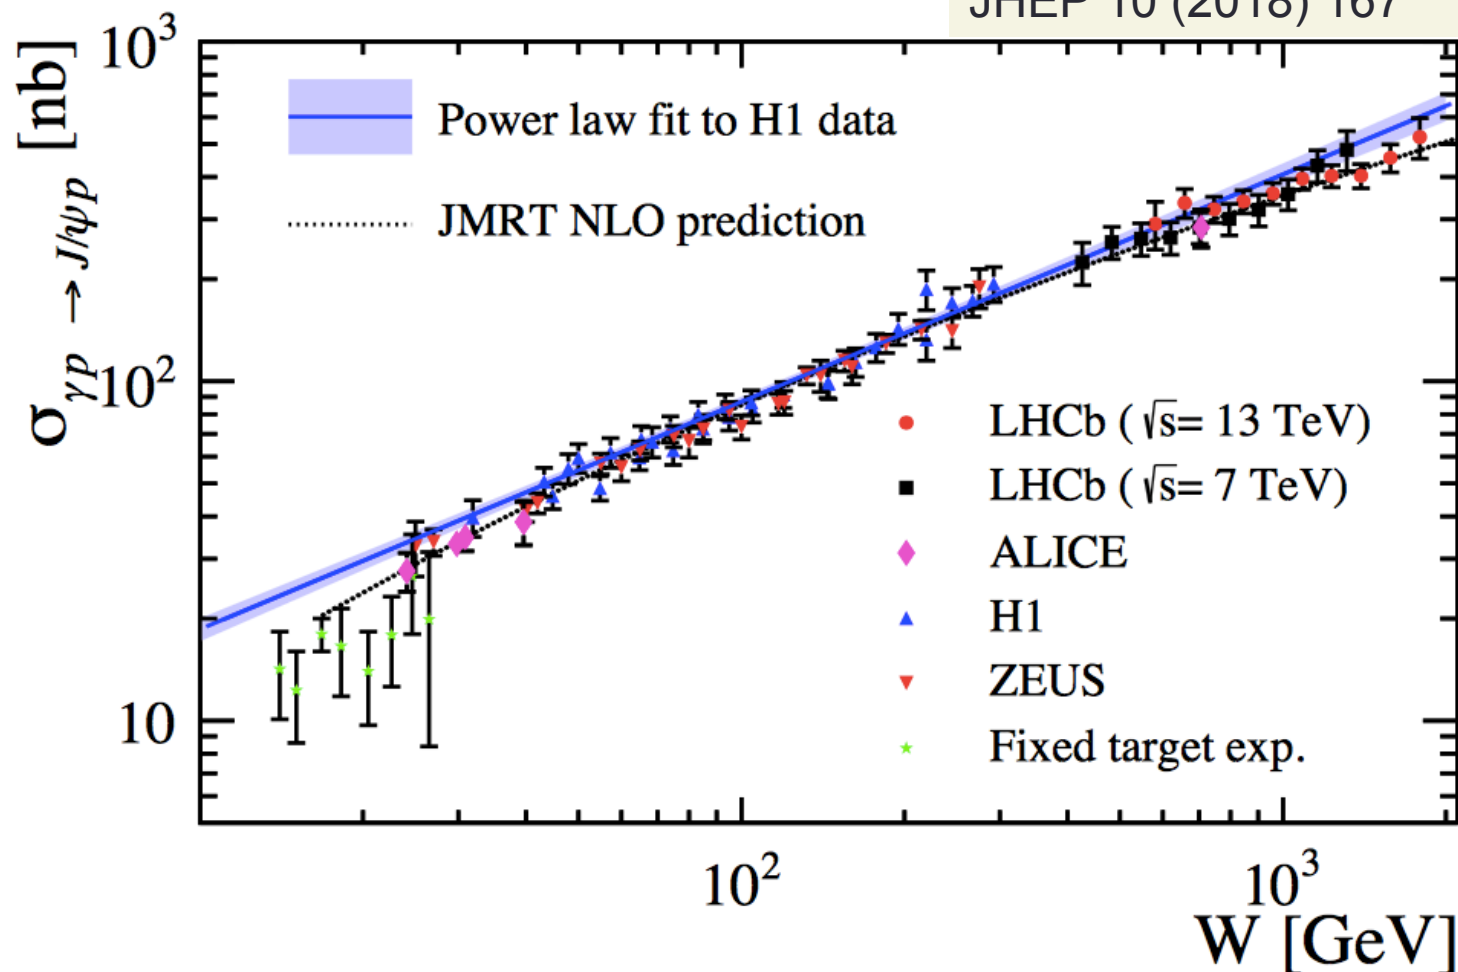 JHEP 10 (2018) 167
σγp → J/ψp [nb]
10³
10²
10
Power law fit to H1 data
JMRT NLO prediction
LHCb ( √s= 13 TeV)
LHCb ( √s= 7 TeV)
ALICE
H1
ZEUS
Fixed target exp.
10²
10³
W [GeV]